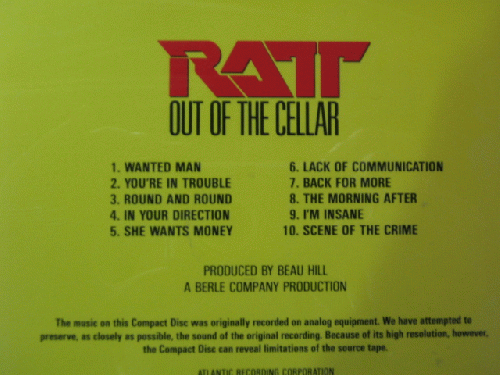 RATT
OUT OF THE CELLAR
1. WANTED MAN
2. YOU'RE IN TROUBLE
3. ROUND AND ROUND
4. IN YOUR DIRECTION
5. SHE WANTS MONEY
6. LACK OF COMMUNICATION
7. BACK FOR MORE
8. THE MORNING AFTER
9. I'M INSANE
10. SCENE OF THE CRIME
PRODUCED BY BEAU HILL
A BERLE COMPANY PRODUCTION
The music on this Compact Disc was originally recorded on analog equipment. We have attempted to
preserve, as closely as possible, the sound of the original recording. Because of its high resolution, however,
the Compact Disc can reveal limitations of the source tape.
ATLANTIC RECORDING CORPORATION